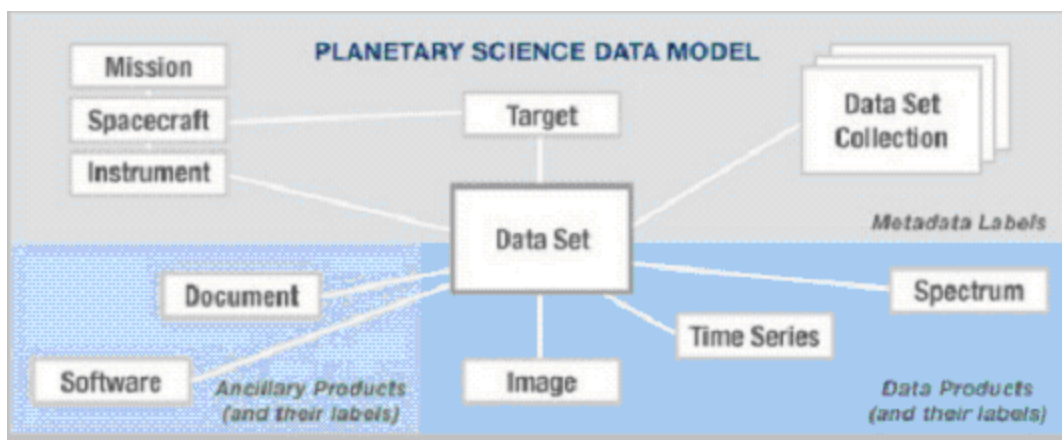 PLANETARY SCIENCE DATA MODEL
Mission
Spacecraft
Instrument
Target
Data Set
Collection
Metadada Labels
Data Set
Document
Software
Ancillary Products
(and their labels)
Image
Time Series
Spectrum
Data Products
(and their labels)